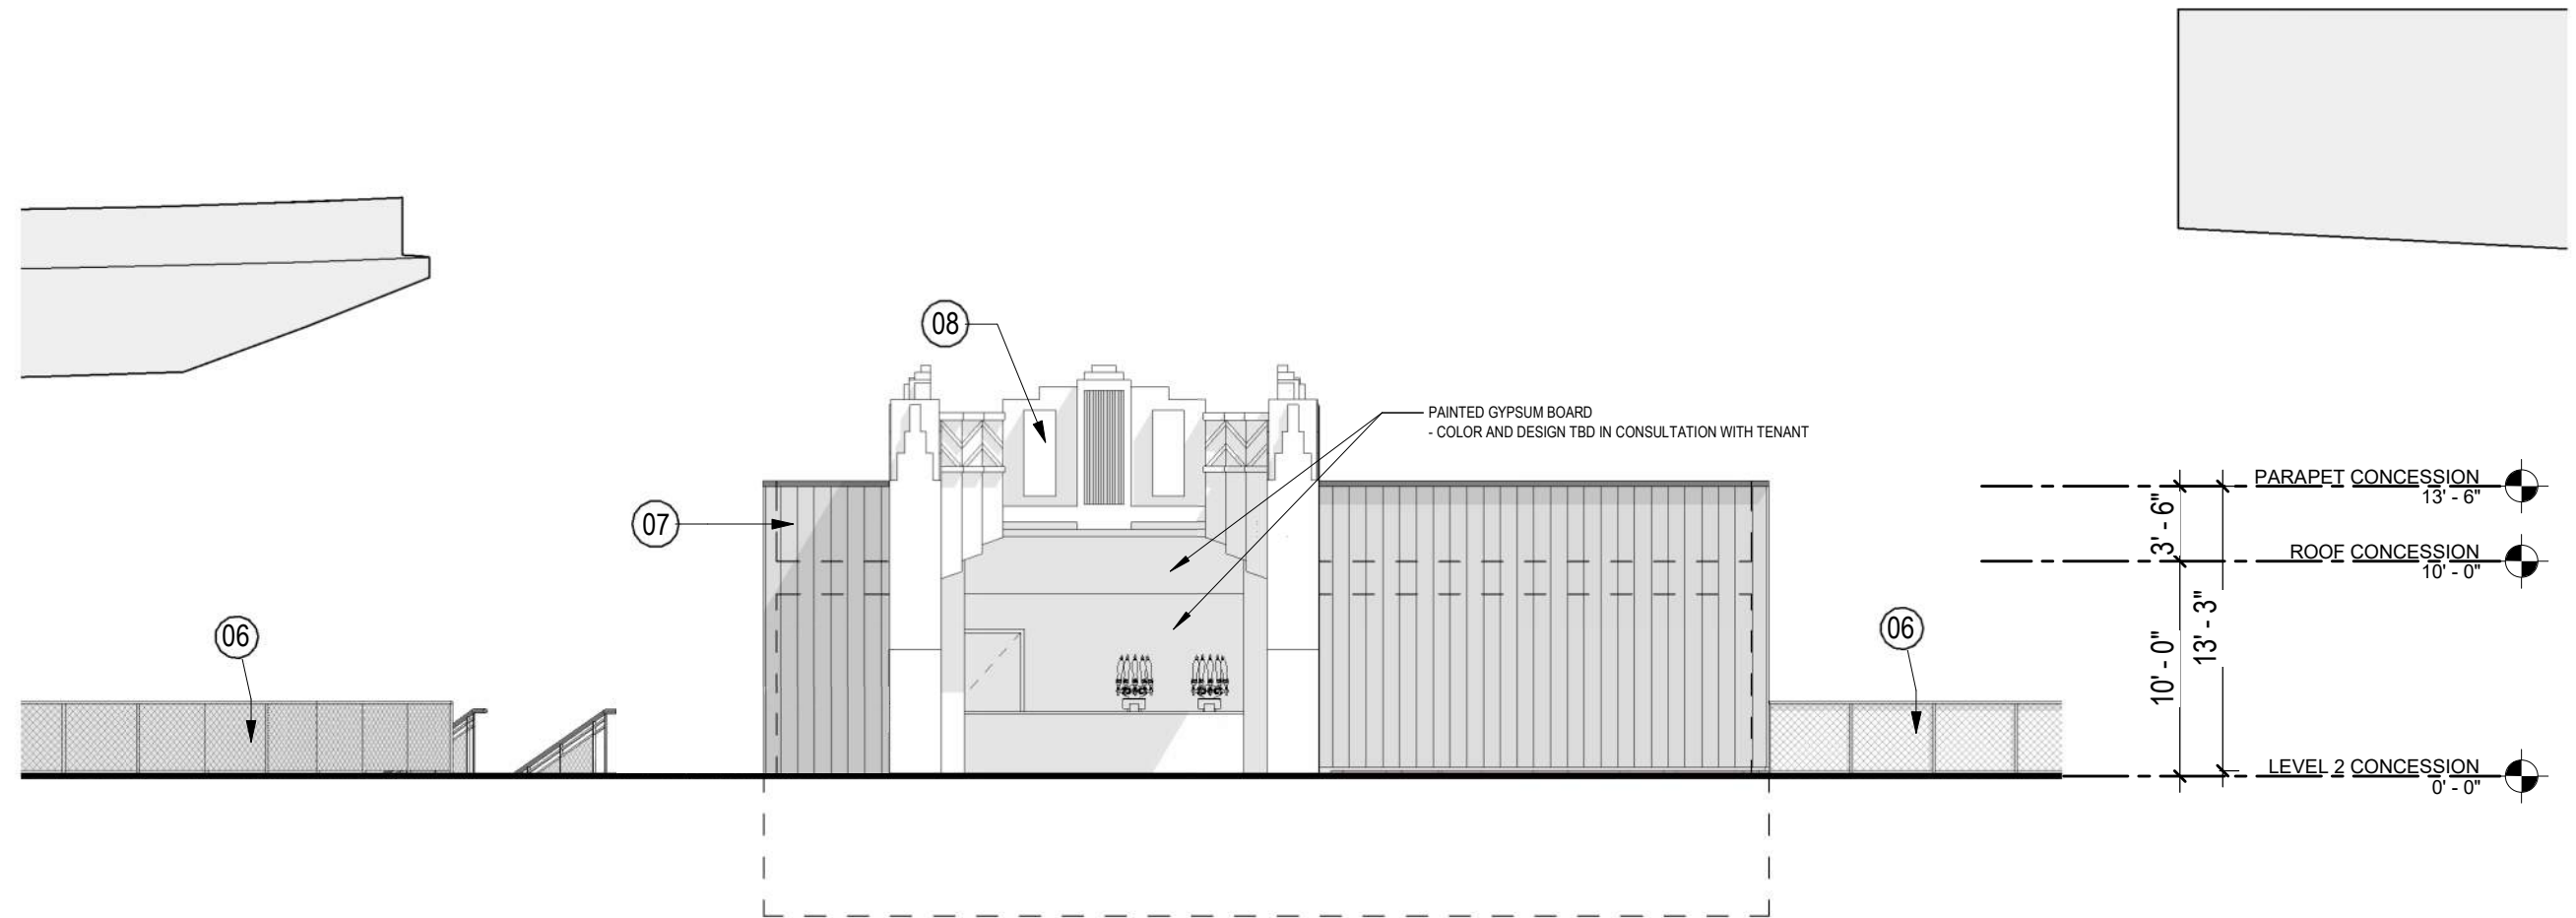 08
PAINTED GYPSUM BOARD
- COLOR AND DESIGN TBD IN CONSULTATION WITH TENANT
PARAPET CONCESSION
13' - 6"
07
3' - 6"
ROOF CONCESSION
10' - 0"
06
06
10' - 0"
13' - 3"
LEVEL 2 CONCESSION
0' - 0"